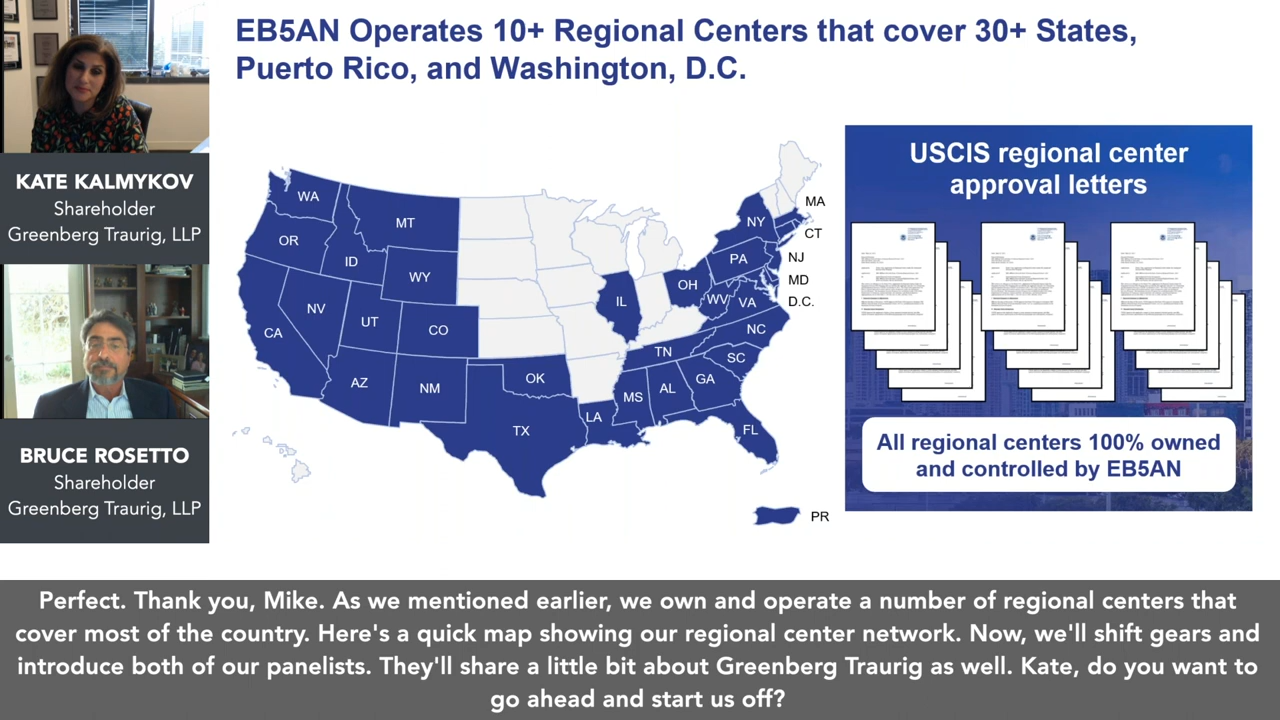 EB5AN Operates 10+ Regional Centers that cover 30+ States,
Puerto Rico, and Washington, D.C.
KATE KALMYKOV
Shareholder
Greenberg Traurig, LLP
BRUCE ROSETTO
Shareholder
Greenberg Traurig, LLP
WA
MT
OR
ID
WY
NV
UT
CO
CA
AZ
NM
OK
TX
IL
OH
WV
VA
PA
NY
MA
CT
NJ
MD
D.C.
NC
TN
SC
MS
AL
GA
LA
FL
PR
USCIS regional center
approval letters
All regional centers 100% owned
and controlled by EB5AN
Perfect. Thank you, Mike. As we mentioned earlier, we own and operate a number of regional centers that
cover most of the country. Here's a quick map showing our regional center network. Now, we'll shift gears and
introduce both of our panelists. They'll share a little bit about Greenberg Traurig as well. Kate, do you want to
go ahead and start us off?